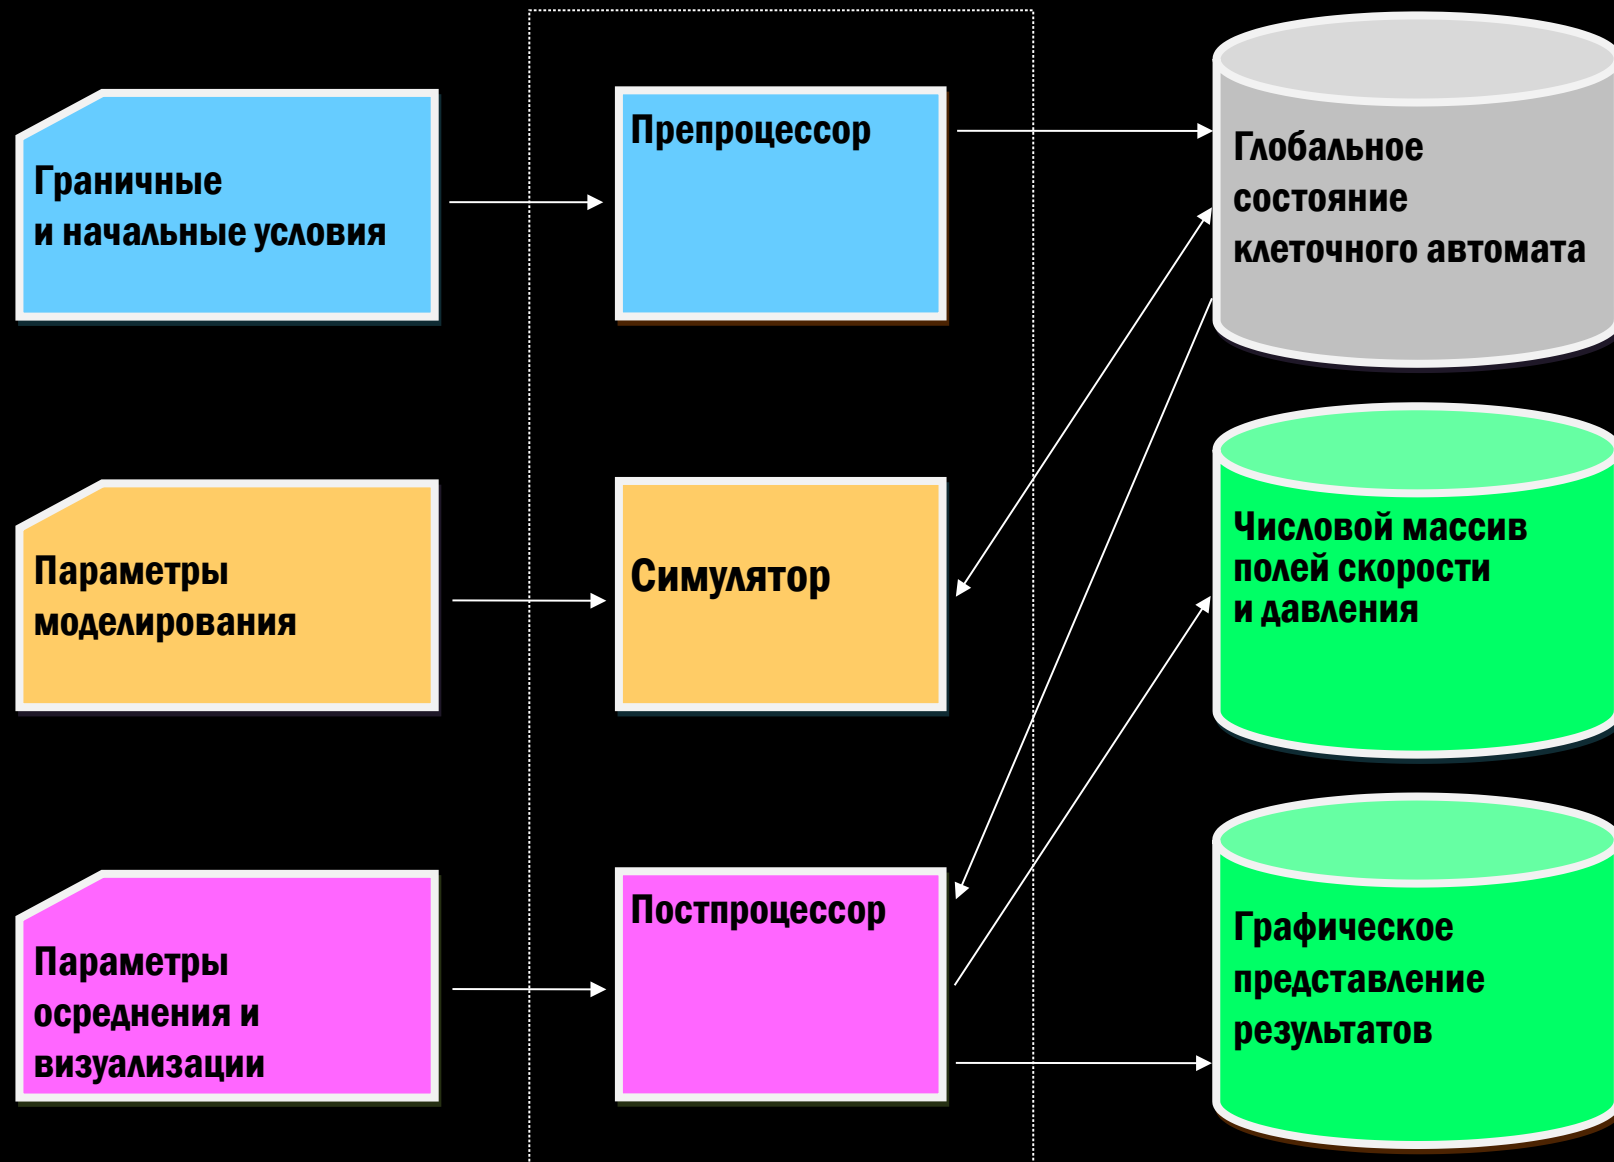 Граничные
и начальные условия
Препроцессор
Глобальное
состояние
клеточного автомата
Параметры
моделирования
Симулятор
Числовой массив
полей скорости
и давления
Параметры
осреднения и
визуализации
Постпроцессор
Графическое
представление
результатов